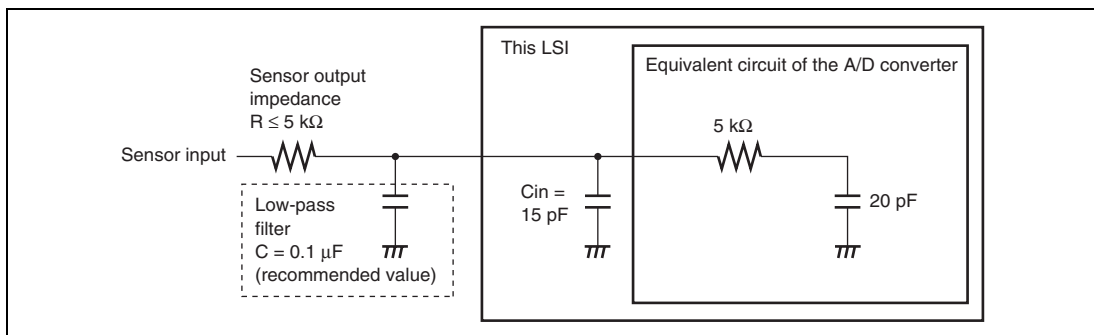 This LSI
Equivalent circuit of the A/D converter
Sensor output
impedance
R ≤ 5 kΩ
5 kΩ
Sensor input
Low-pass
filter
C = 0.1 μF
(recommended value)
Cin =
15 pF
20 pF